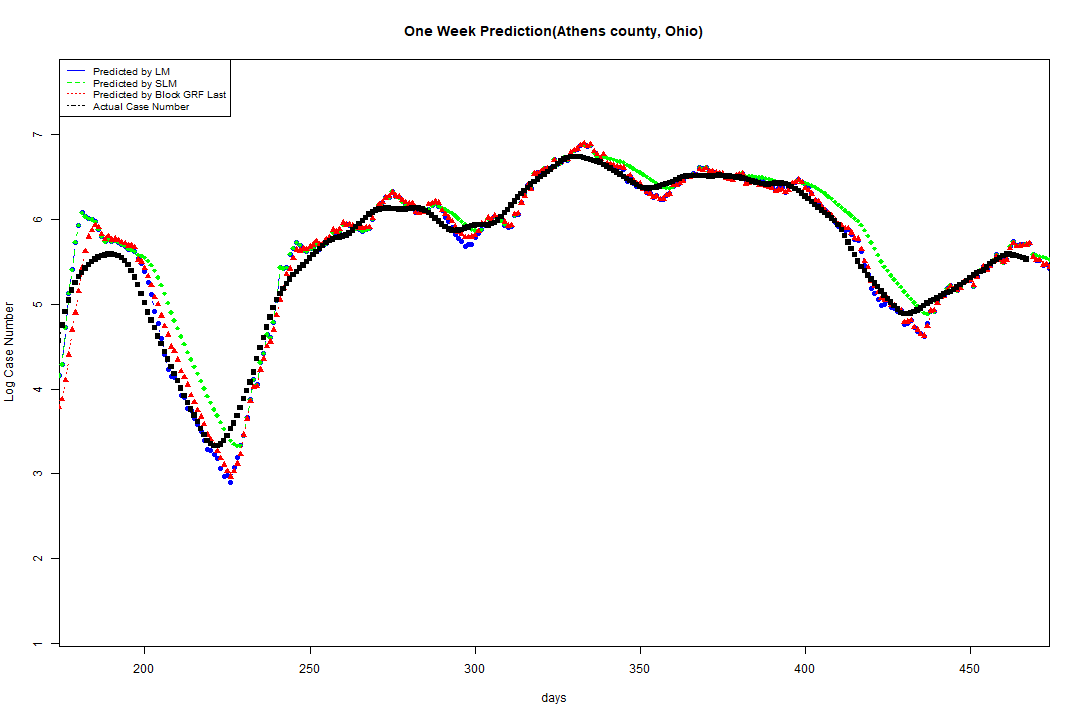 One Week Prediction(Athens county, Ohio)
Predicted by LM
Predicted by SLM
Predicted by Block GRF Last
Actual Case Number
7
6
5
4
3
2
1
Log Case Number
200 250 300 350 400 450
days